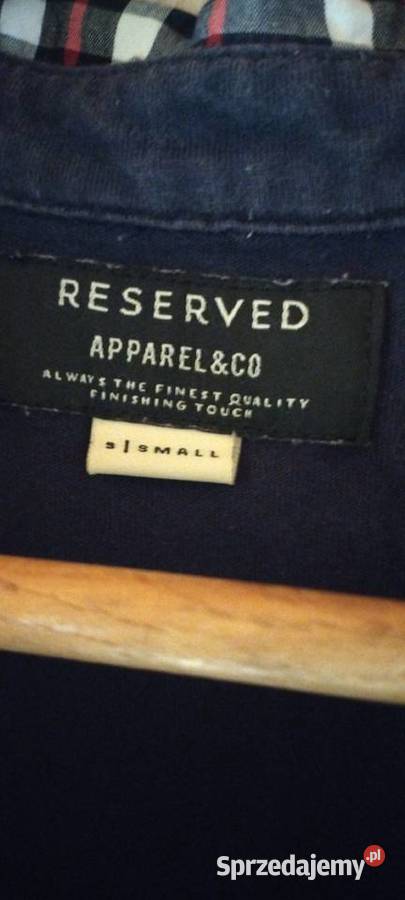 RESERVED
APPAREL&CO
ALWAYS THE FINEST QUALITY
FINISHING TOUCH
S | SMALL
Sprzedajemy.pl